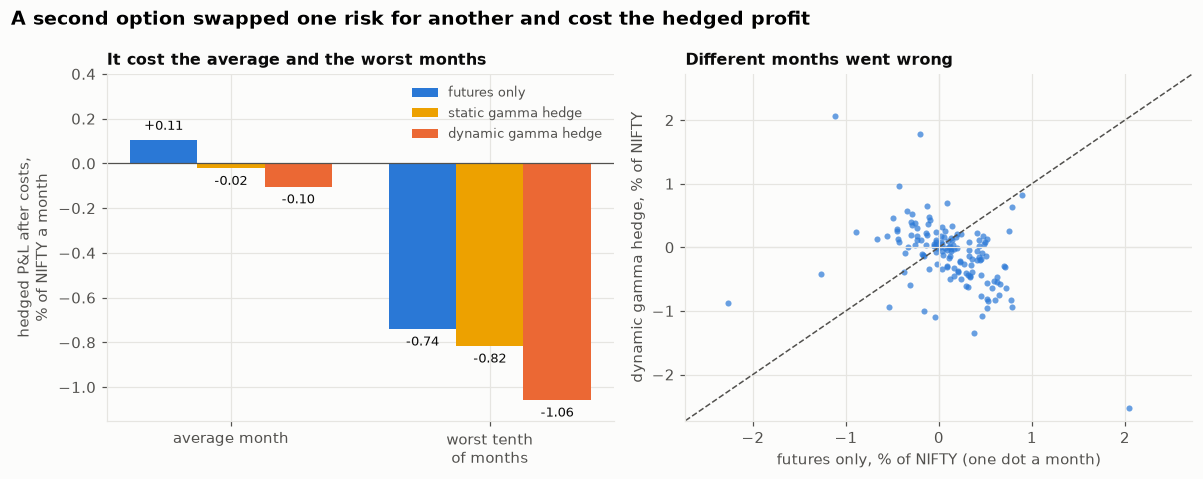 A second option swapped one risk for another and cost the hedged profit
It cost the average and the worst months
hedged P&L after costs,
% of NIFTY a month
0.4
0.2
0.0
−0.2
−0.4
−0.6
−0.8
−1.0
futures only
static gamma hedge
dynamic gamma hedge
+0.11
-0.02
-0.10
-0.74
-0.82
-1.06
average month
worst tenth
of months
Different months went wrong
dynamic gamma hedge, % of NIFTY
2
1
0
−1
−2
−2
−1
0
1
2
futures only, % of NIFTY (one dot a month)